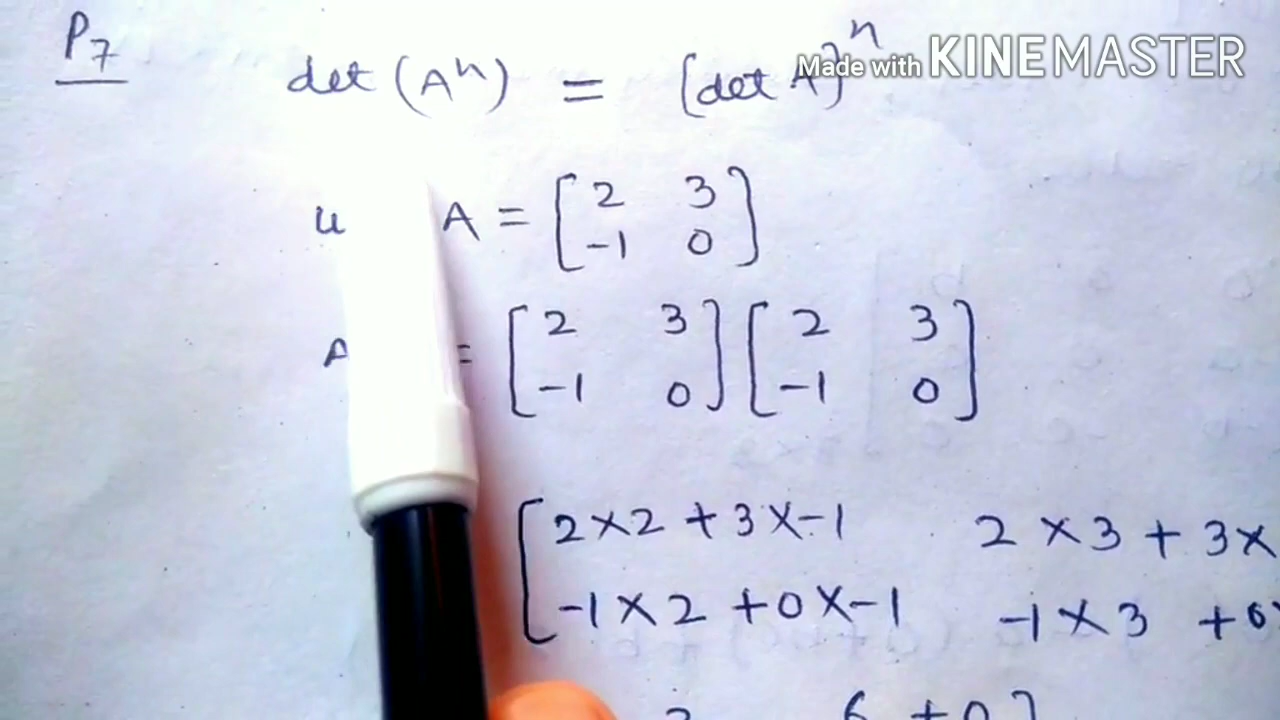 P7
det (Aⁿ) = [det A]ⁿ
Made with KINEMASTER
A = [2 3
-1 0]
A = [2 3] [2 3]
[-1 0] [-1 0]
[2×2 + 3×-1 2×3 + 3×
-1×2 +0×-1 -1×3 +0
6 +0]